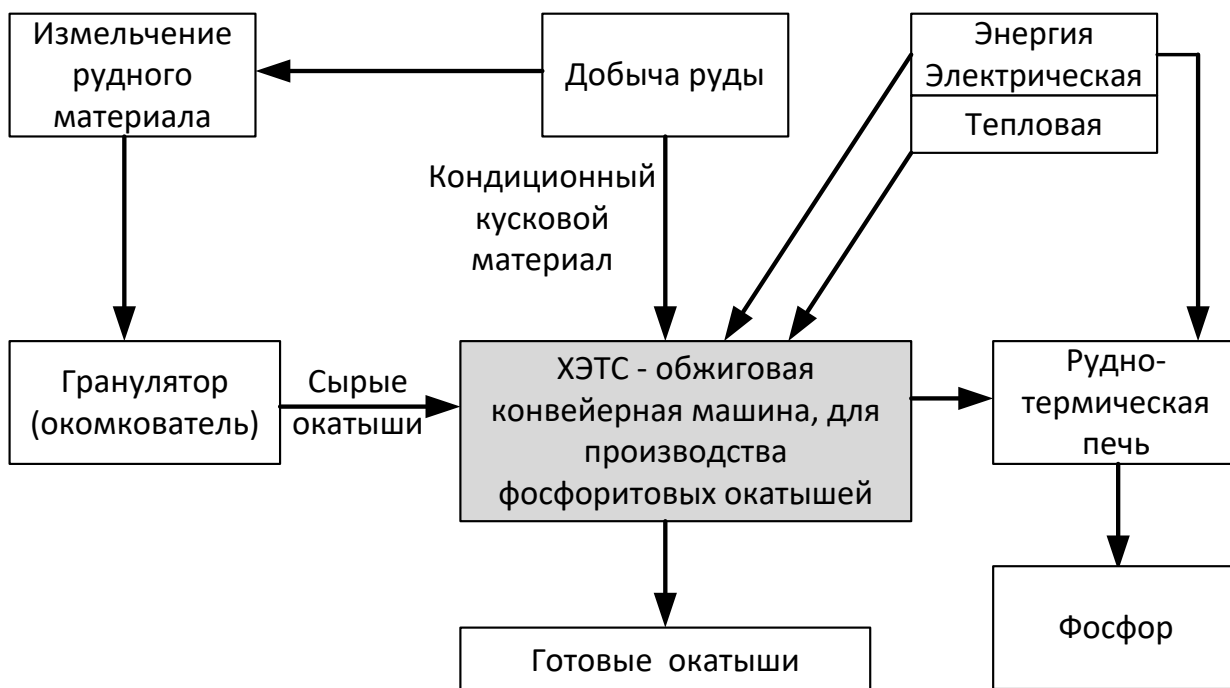 Измельчение
рудного
материала
Добыча руды
Энергия
Электрическая
Тепловая
Кондиционный
кусковой
материал
Гранулятор
(окомкователь)
Сырые
окатыши
ХЭТС - обжиговая
конвейерная машина, для
производства
фосфоритовых окатышей
Рудно-
термическая
печь
Готовые окатыши
Фосфор